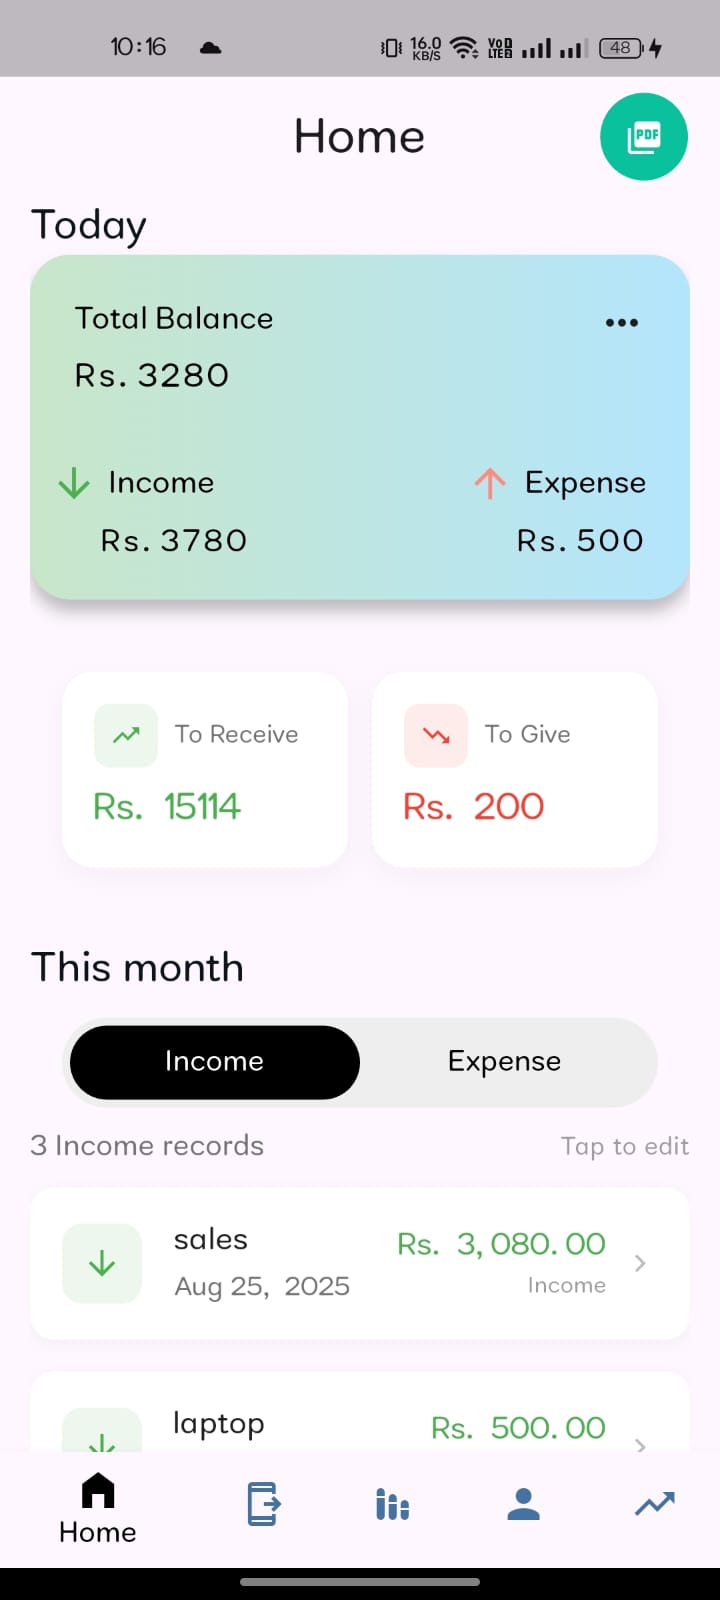 10:16 16.0 KB/S VoD LTE2 48
Home PDF
Today
Total Balance
Rs. 3280
Income Expense
Rs. 3780 Rs. 500
To Receive To Give
Rs. 15114 Rs. 200
This month
Income Expense
3 Income records Tap to edit
sales Rs. 3,080.00
Aug 25, 2025 Income
laptop Rs. 500.00
Home